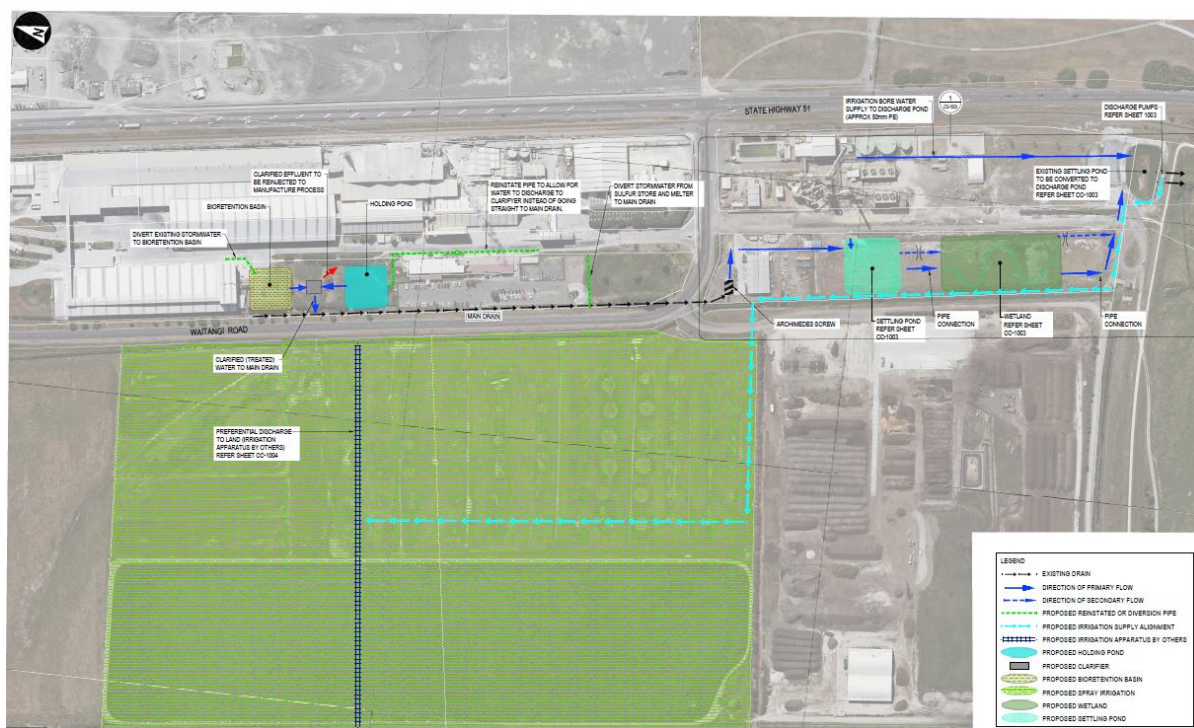 N
STATE HIGHWAY 51
IRRIGATION BORE WATER
SUPPLY TO DISCHARGE POND
(APPROX 50mm PE)
1
DISCHARGE PUMPS
REFER SHEET 1003
CLARIFIED EFFLUENT TO
BE REINJECTED TO
MANUFACTURE PROCESS
REINSTATE PIPE TO ALLOW FOR
WATER TO DISCHARGE TO
CLARIFYER INSTEAD OF GOING
STRAIGHT TO MAIN DRAIN.
DIVERT STORMWATER FROM
SULFUR STORE AND MELTER
TO MAIN DRAIN
EXISTING SETTLING POND
TO BE CONVERTED TO
DISCHARGE POND
REFER SHEET CC-1003
BIORETENTION BASIN
HOLDING POND
DIVERT EXISTING STORMWATER
TO BIORETENTION BASIN
MAIN DRAIN
WAITANGI ROAD
ARCHIMEDES SCREW
SETTLING POND
REFER SHEET
CC-1003
PIPE
CONNECTION
WETLAND
REFER SHEET
CC-1003
PIPE
CONNECTION
CLARIFIED (TREATED)
WATER TO MAIN DRAIN
PREFERENTIAL DISCHARGE
TO LAND (IRRIGATION
APPARATUS BY OTHERS)
REFER SHEET CC-1004
LEGEND
EXISTING DRAIN
DIRECTION OF PRIMARY FLOW
DIRECTION OF SECONDARY FLOW
PROPOSED REINSTATED OR DIVERSION PIPE
PROPOSED IRRIGATION SUPPLY ALIGNMENT
PROPOSED IRRIGATION APPARATUS BY OTHERS
PROPOSED HOLDING POND
PROPOSED CLARIFIER
PROPOSED BIORETENTION BASIN
PROPOSED SPRAY IRRIGATION
PROPOSED WETLAND
PROPOSED SETTLING POND